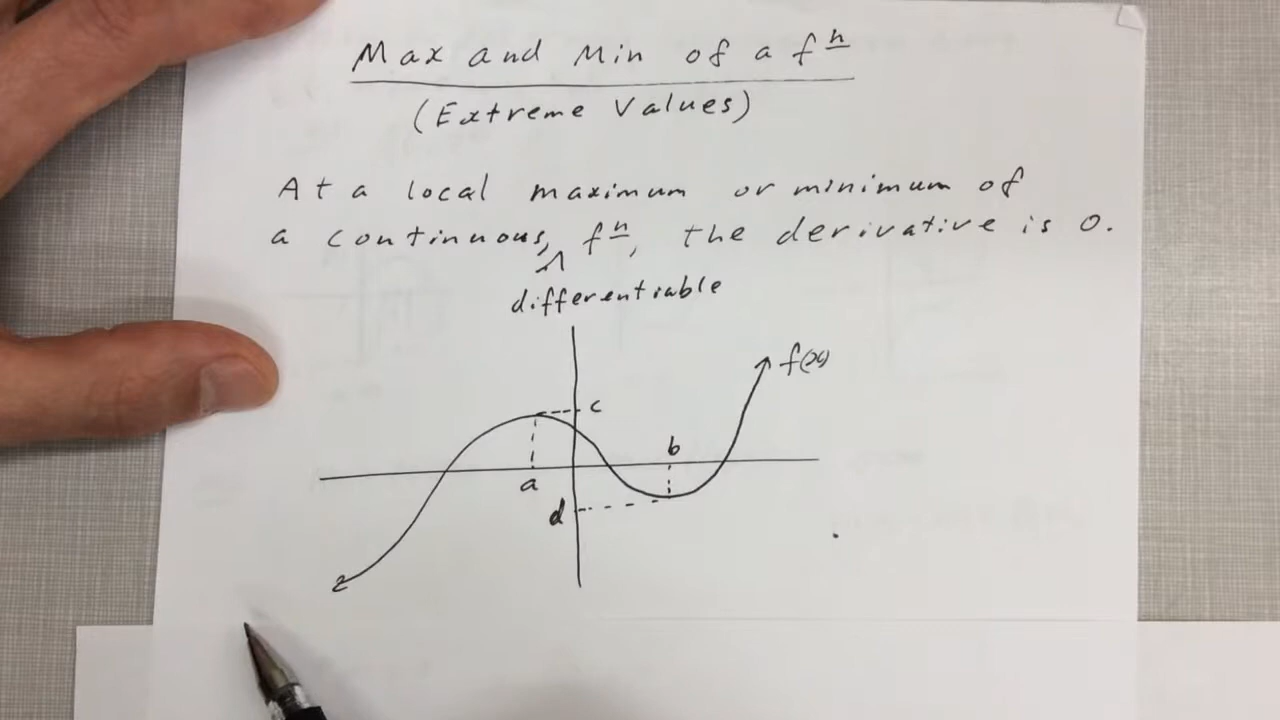 Max and Min of a fn
(Extreme Values)
At a local maximum or minimum of
a continuous, fn, the derivative is 0.
differentiable
f(x)
c
b
a
d